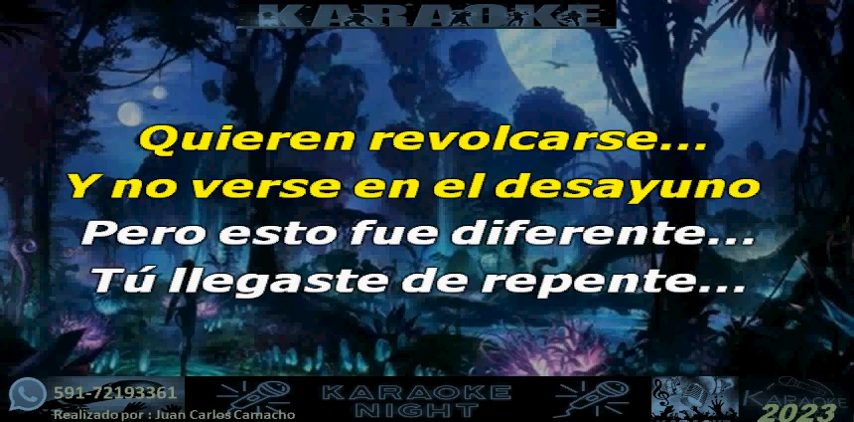 KARAOKE
Quieren revolcarse...
Y no verse en el desayuno
Pero esto fue diferente...
Tú llegaste de repente...
591-72193361
Realizado por : Juan Carlos Camacho
KARAOKE
NIGHT
KARAOKE
KARAOKE
2023